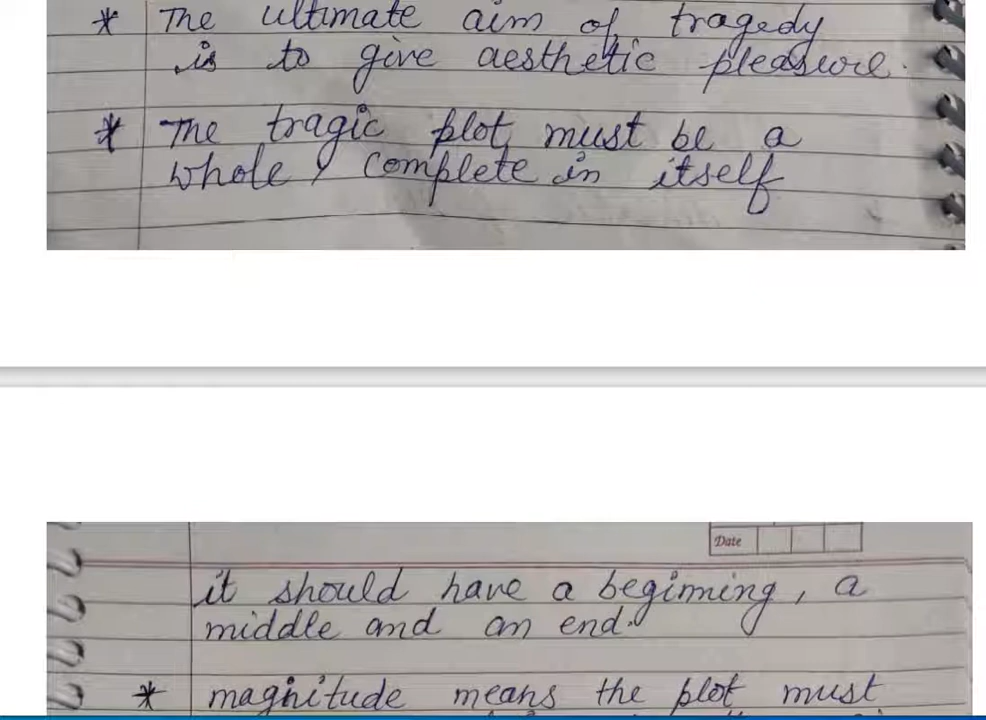 * The ultimate aim of tragedy
is to give aesthetic pleasure.
* The tragic plot must be a
whole, complete in itself
Date
it should have a beginning, a
middle and an end.
* magnitude means the plot must